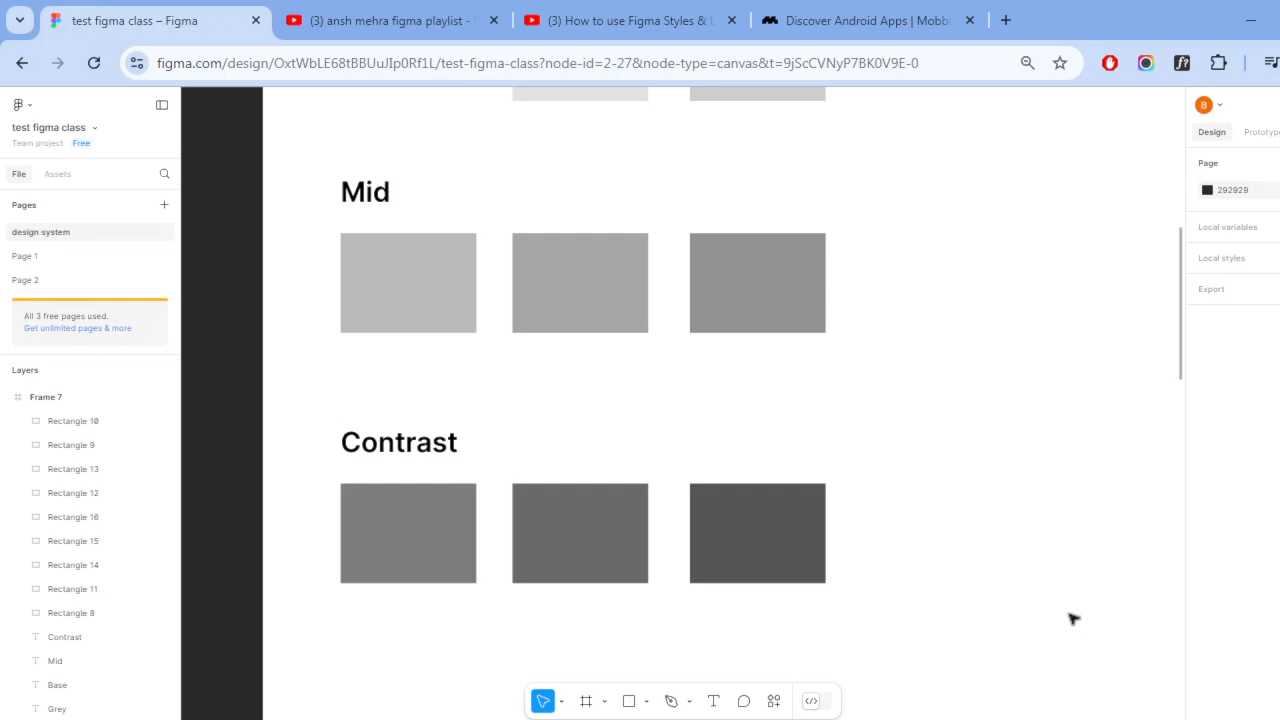 test figma class – Figma
(3) ansh mehra figma playlist -
(3) How to use Figma Styles &
Discover Android Apps | Mobbi
figma.com/design/OxtWbLE68tBBUuJIp0Rf1L/test-figma-class?node-id=2-27&node-type=canvas&t=9jScCVNyP7BK0V9E-0
test figma class
Team project Free
File Assets
Pages
design system
Page 1
Page 2
All 3 free pages used.
Get unlimited pages & more
Layers
Frame 7
Rectangle 10
Rectangle 9
Rectangle 13
Rectangle 12
Rectangle 16
Rectangle 15
Rectangle 14
Rectangle 11
Rectangle 8
Contrast
Mid
Base
Grey
Mid
Contrast
B
Design Prototype
Page
292929
Local variables
Local styles
Export